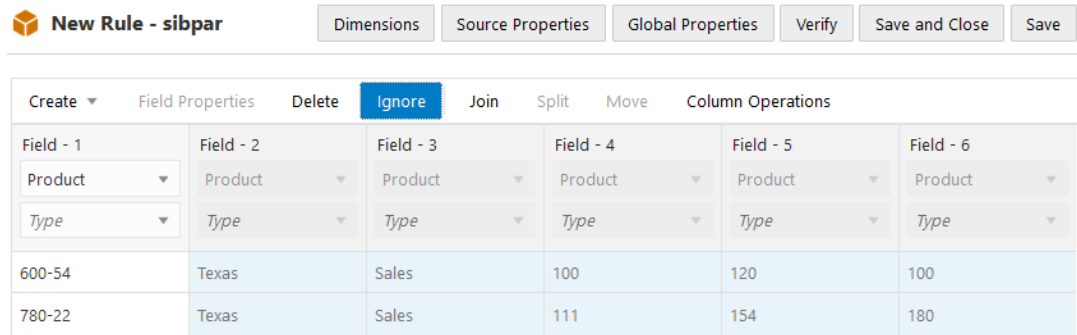 New Rule - sibpar Dimensions Source Properties Global Properties Verify Save and Close Save
Create Field Properties Delete Ignore Join Split Move Column Operations
Field - 1 Field - 2 Field - 3 Field - 4 Field - 5 Field - 6
Product Product Product Product Product Product
Type Type Type Type Type Type
600-54 Texas Sales 100 120 100
780-22 Texas Sales 111 154 180